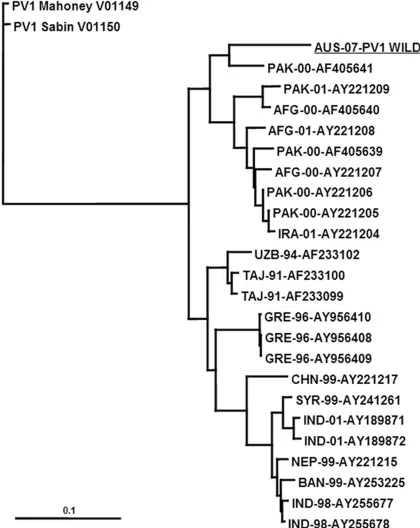 PV1 Mahoney V01149
PV1 Sabin V01150
AUS-07-PV1 WILD
PAK-00-AF405641
PAK-01-AY221209
AFG-00-AF405640
AFG-01-AY221208
PAK-00-AF405639
AFG-00-AY221207
PAK-00-AY221206
PAK-00-AY221205
IRA-01-AY221204
UZB-94-AF233102
TAJ-91-AF233100
TAJ-91-AF233099
GRE-96-AY956410
GRE-96-AY956408
GRE-96-AY956409
CHN-99-AY221217
SYR-99-AY241261
IND-01-AY189871
IND-01-AY189872
NEP-99-AY221215
BAN-99-AY253225
IND-98-AY255677
IND-98-AY255678
0.1